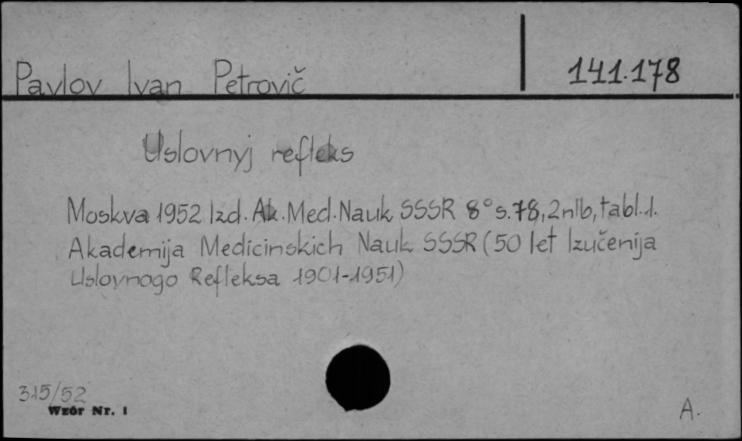 Pavlov Ivan Petrovič 141.178
Uslovnyj refleks
Moskva 1952 Izd. Ak. Med. Nauk SSSR 8° s. 78, 2nlb, tabl. 1.
Akademija Medicinskich Nauk SSSR (50 let Izučenija
Uslovnogo Refleksa 1901-1951)
315/52
Wzór Nr. 1
A.